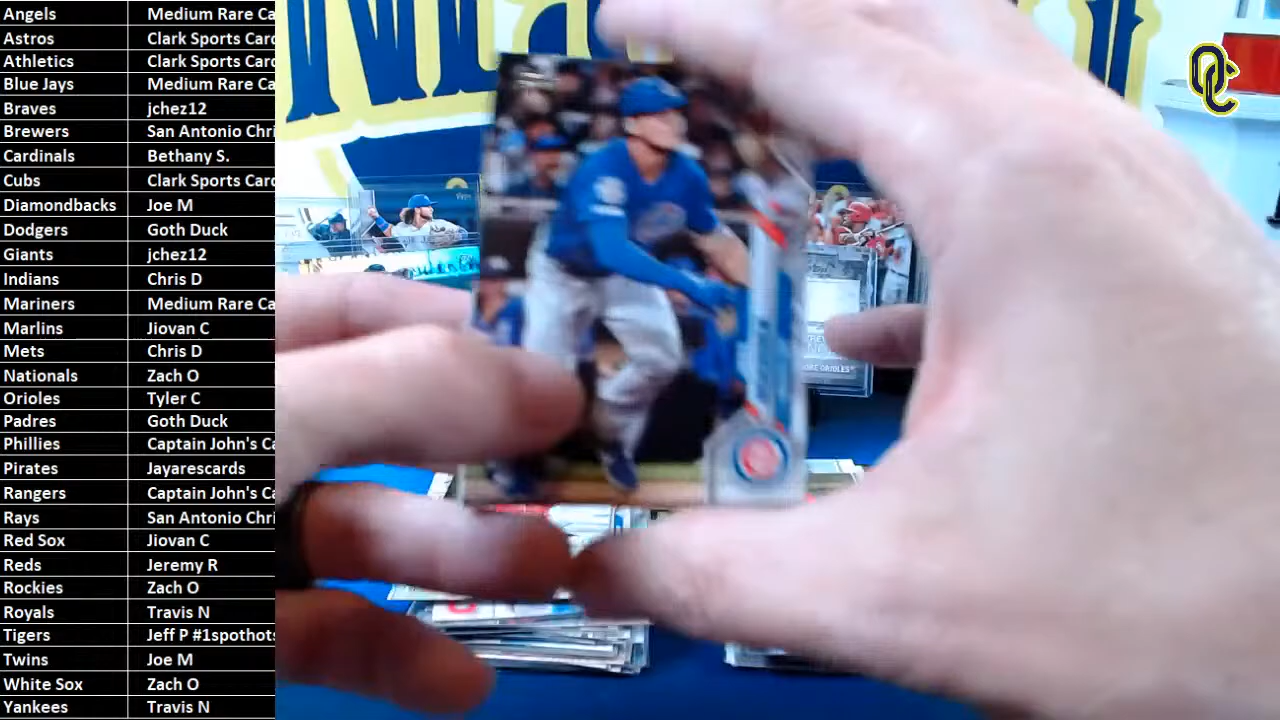 Angels Medium Rare Ca
Astros Clark Sports Card
Athletics Clark Sports Card
Blue Jays Medium Rare Ca
Braves jchez12
Brewers San Antonio Chri
Cardinals Bethany S.
Cubs Clark Sports Card
Diamondbacks Joe M
Dodgers Goth Duck
Giants jchez12
Indians Chris D
Mariners Medium Rare Ca
Marlins Jiovan C
Mets Chris D
Nationals Zach O
Orioles Tyler C
Padres Goth Duck
Phillies Captain John's Ca
Pirates Jayarescards
Rangers Captain John's Ca
Rays San Antonio Chri
Red Sox Jiovan C
Reds Jeremy R
Rockies Zach O
Royals Travis N
Tigers Jeff P #1spothots
Twins Joe M
White Sox Zach O
Yankees Travis N
OC
ORIOLES